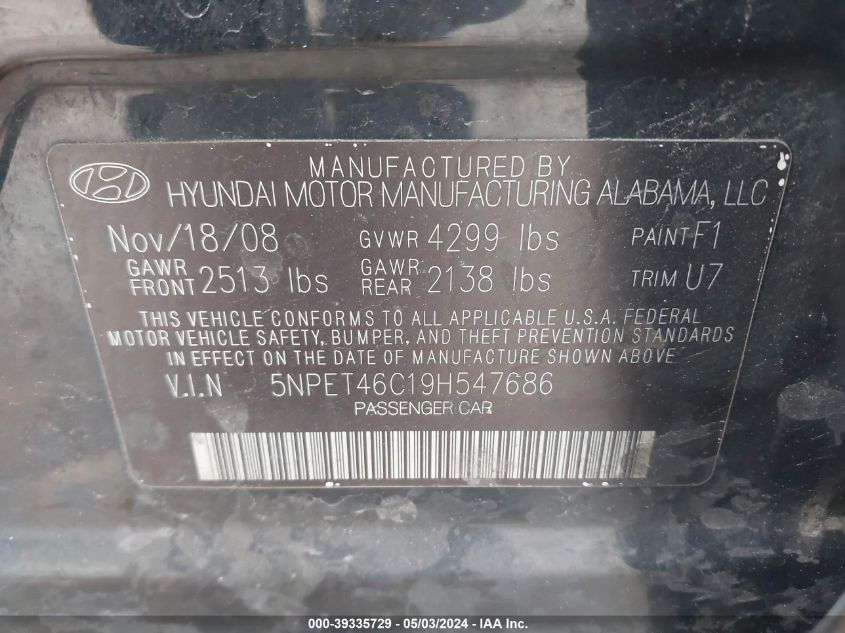 MANUFACTURED BY
HYUNDAI MOTOR MANUFACTURING ALABAMA, LLC
Nov/18/08 GVWR 4299 lbs PAINT F1
GAWR FRONT 2513 lbs GAWR REAR 2138 lbs TRIM U7
THIS VEHICLE CONFORMS TO ALL APPLICABLE U.S.A. FEDERAL
MOTOR VEHICLE SAFETY, BUMPER, AND THEFT PREVENTION STANDARDS
IN EFFECT ON THE DATE OF MANUFACTURE SHOWN ABOVE.
V.I.N 5NPET46C19H547686
PASSENGER CAR
000-39335729 - 05/03/2024 - IAA Inc.